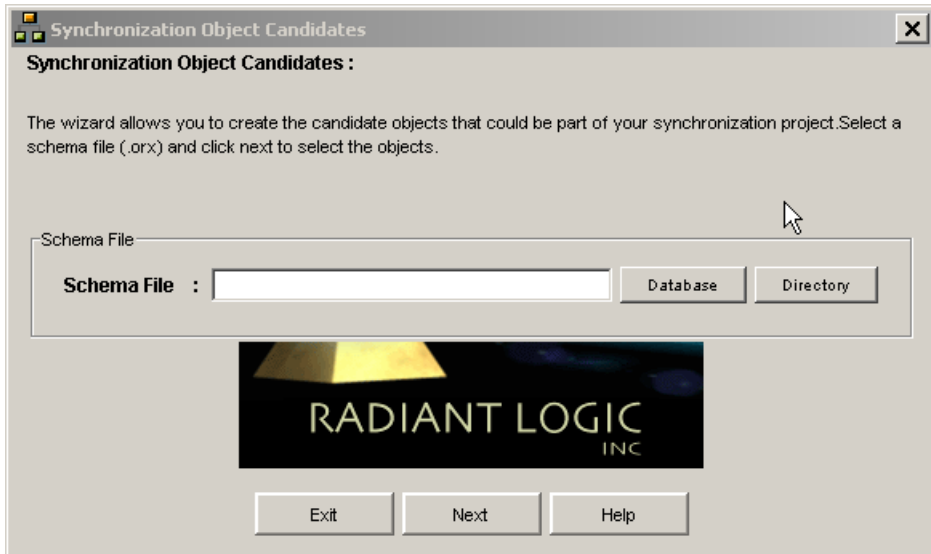 Synchronization Object Candidates
Synchronization Object Candidates :
The wizard allows you to create the candidate objects that could be part of your synchronization project.Select a
schema file (.orx) and click next to select the objects.
Schema File
Schema File :
Database
Directory
RADIANT LOGIC
INC
Exit
Next
Help